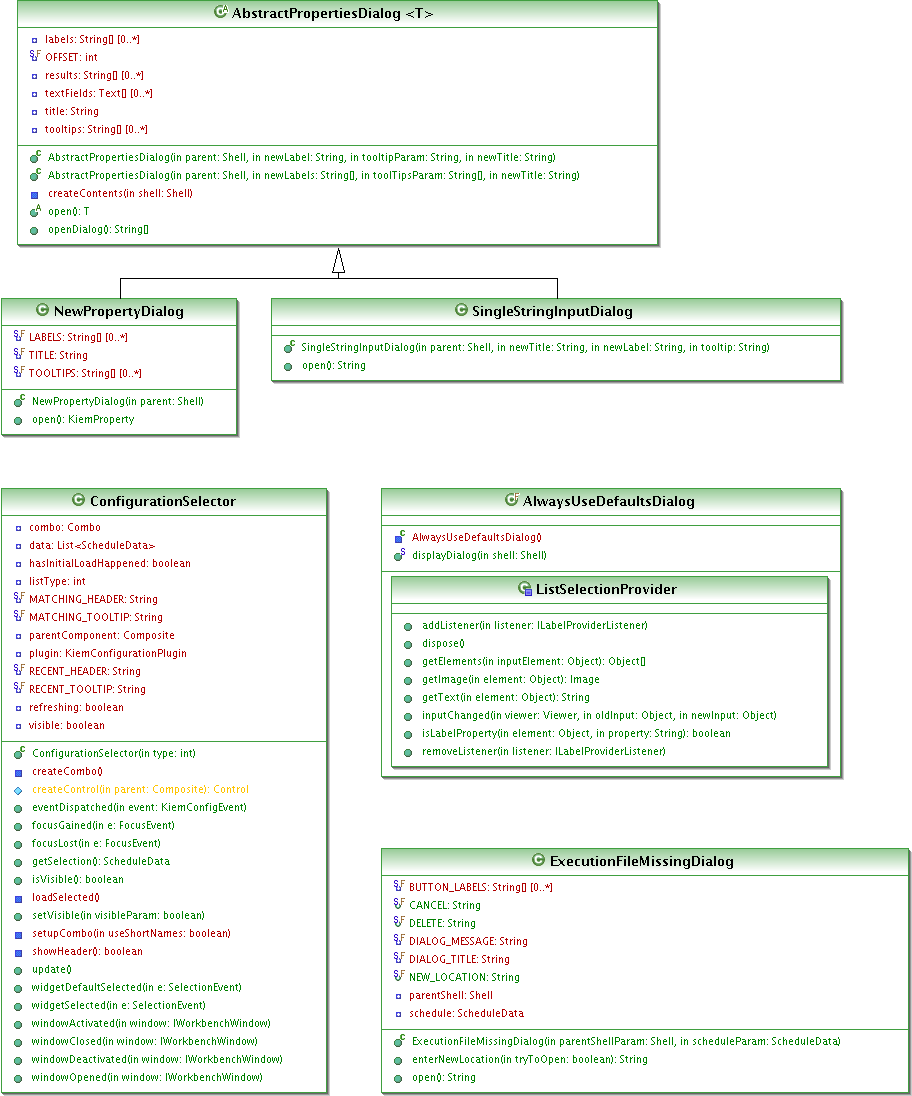 AbstractPropertiesDialog <T>
labels: String[] [0..*]
OFFSET: int
results: String[] [0..*]
textFields: Text[] [0..*]
title: String
tooltips: String[] [0..*]
AbstractPropertiesDialog(in parent: Shell, in newLabel: String, in tooltipParam: String, in newTitle: String)
AbstractPropertiesDialog(in parent: Shell, in newLabels: String[], in toolTipsParam: String[], in newTitle: String)
createContents(in shell: Shell)
open(): T
openDialog(): String[]
NewPropertyDialog
LABELS: String[] [0..*]
TITLE: String
TOOLTIPS: String[] [0..*]
NewPropertyDialog(in parent: Shell)
open(): KiemProperty
SingleStringInputDialog
SingleStringInputDialog(in parent: Shell, in newTitle: String, in newLabel: String, in tooltip: String)
open(): String
ConfigurationSelector
combo: Combo
data: List<ScheduleData>
hasInitialLoadHappened: boolean
listType: int
MATCHING_HEADER: String
MATCHING_TOOLTIP: String
parentComponent: Composite
plugin: KiemConfigurationPlugin
RECENT_HEADER: String
RECENT_TOOLTIP: String
refreshing: boolean
visible: boolean
ConfigurationSelector(in type: int)
createCombo()
createControl(in parent: Composite): Control
eventDispatched(in event: KiemConfigEvent)
focusGained(in e: FocusEvent)
focusLost(in e: FocusEvent)
getSelection(): ScheduleData
isVisible(): boolean
loadSelected()
setVisible(in visibleParam: boolean)
setupCombo(in useShortNames: boolean)
showHeader(): boolean
update()
widgetDefaultSelected(in e: SelectionEvent)
widgetSelected(in e: SelectionEvent)
windowActivated(in window: IWorkbenchWindow)
windowClosed(in window: IWorkbenchWindow)
windowDeactivated(in window: IWorkbenchWindow)
windowOpened(in window: IWorkbenchWindow)
AlwaysUseDefaultsDialog
AlwaysUseDefaultsDialog()
displayDialog(in shell: Shell)
ListSelectionProvider
addListener(in listener: ILabelProviderListener)
dispose()
getElements(in inputElement: Object): Object[]
getImage(in element: Object): Image
getText(in element: Object): String
inputChanged(in viewer: Viewer, in oldInput: Object, in newInput: Object)
isLabelProperty(in element: Object, in property: String): boolean
removeListener(in listener: ILabelProviderListener)
ExecutionFileMissingDialog
BUTTON_LABELS: String[] [0..*]
CANCEL: String
DELETE: String
DIALOG_MESSAGE: String
DIALOG_TITLE: String
NEW_LOCATION: String
parentShell: Shell
schedule: ScheduleData
ExecutionFileMissingDialog(in parentShellParam: Shell, in scheduleParam: ScheduleData)
enterNewLocation(in tryToOpen: boolean): String
open(): String